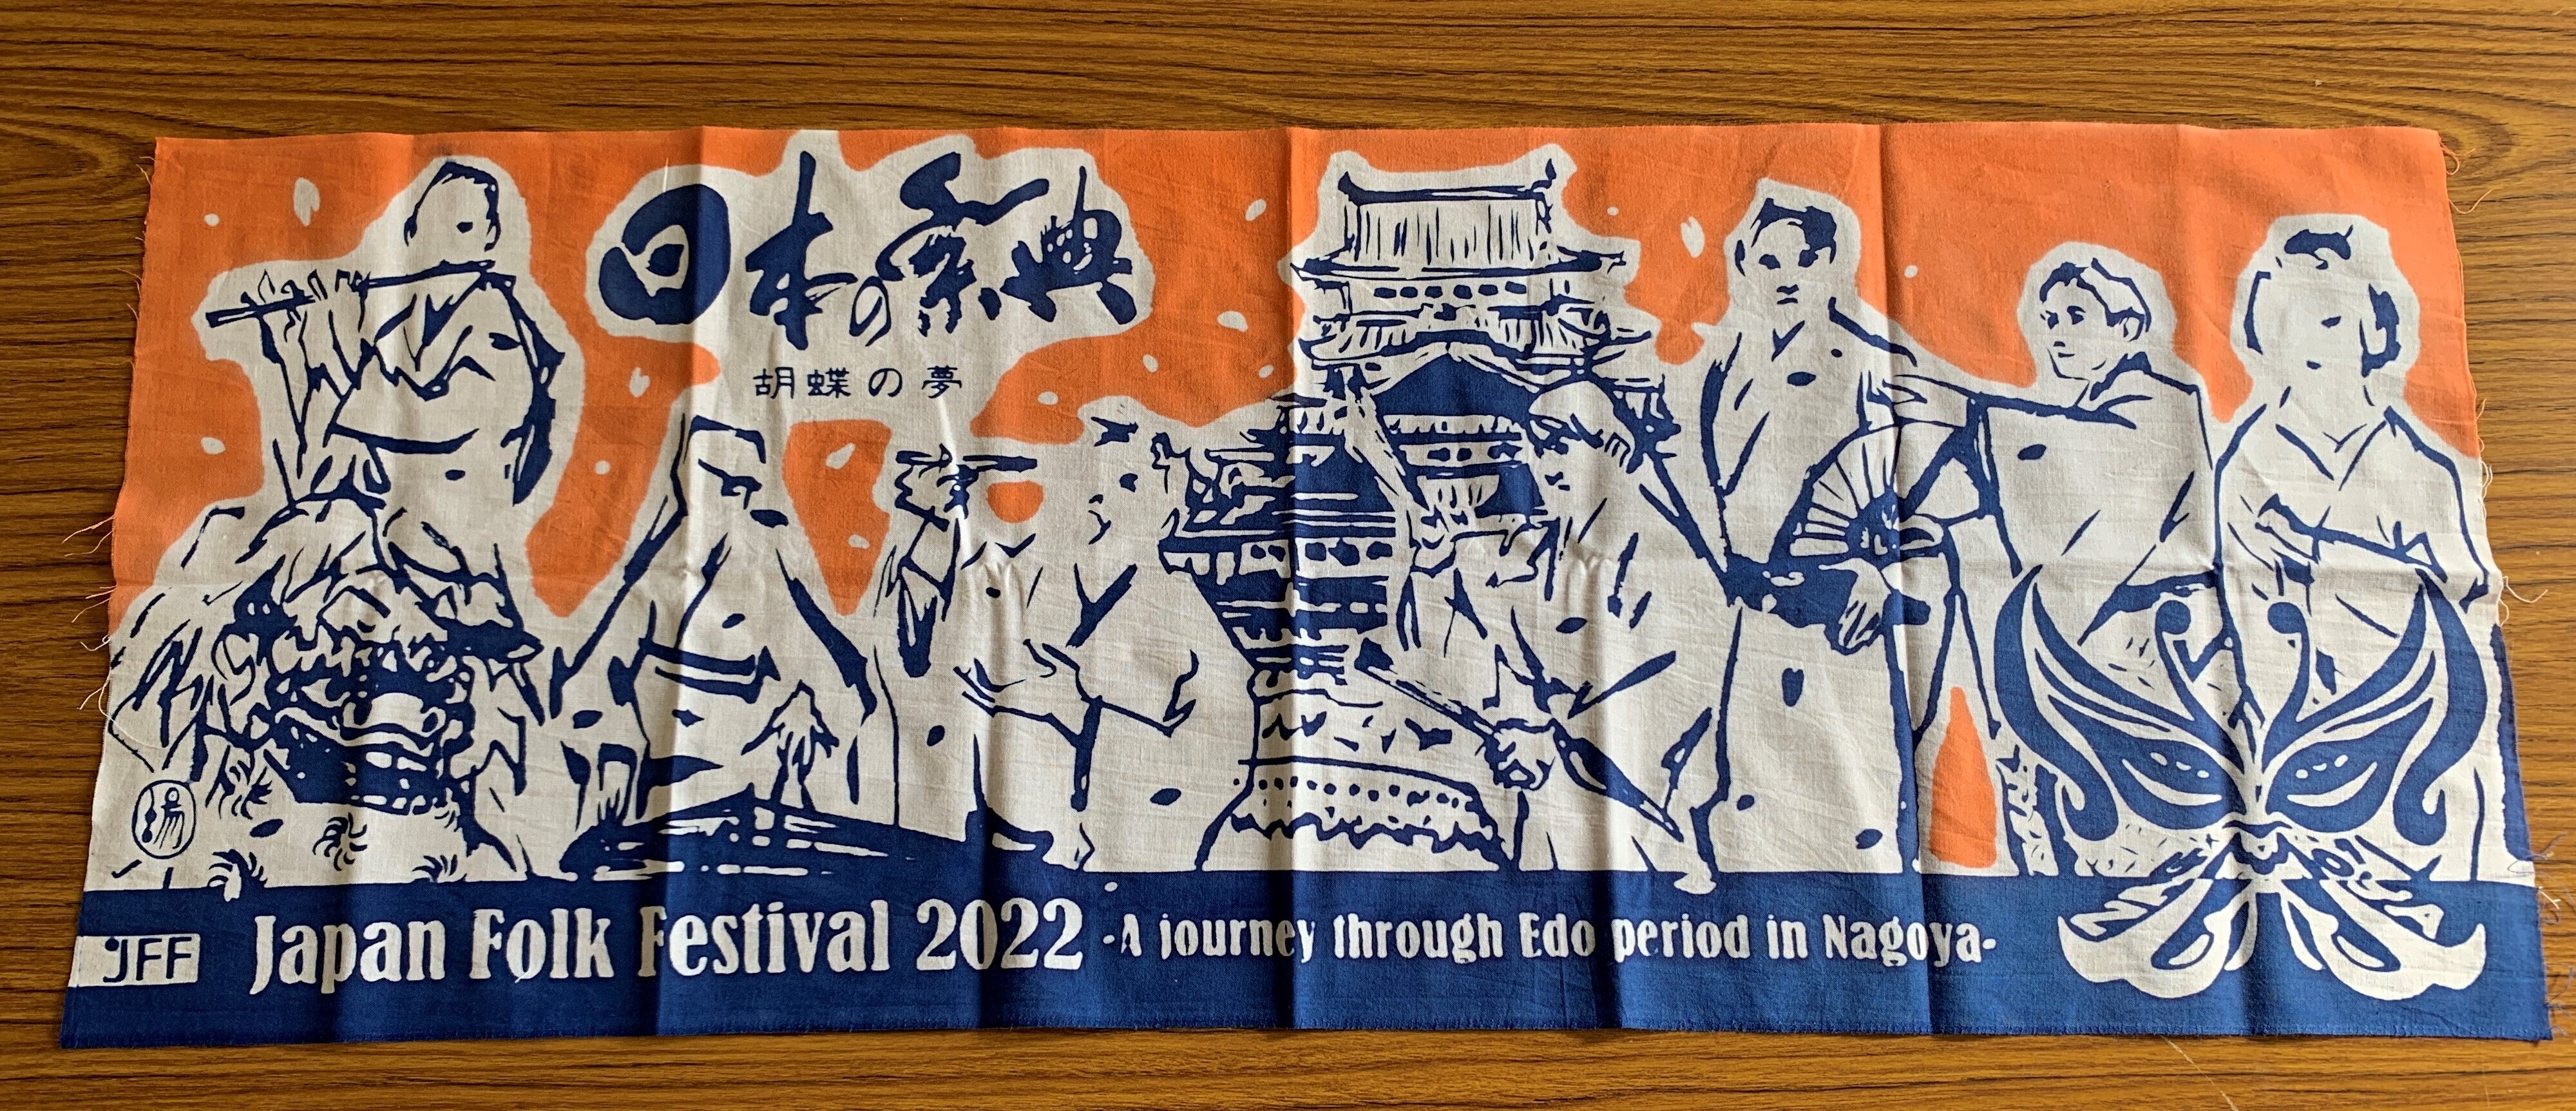 日本の祭典
胡蝶の夢
JFF
Japan Folk Festival 2022 -A journey through Edo period in Nagoya-